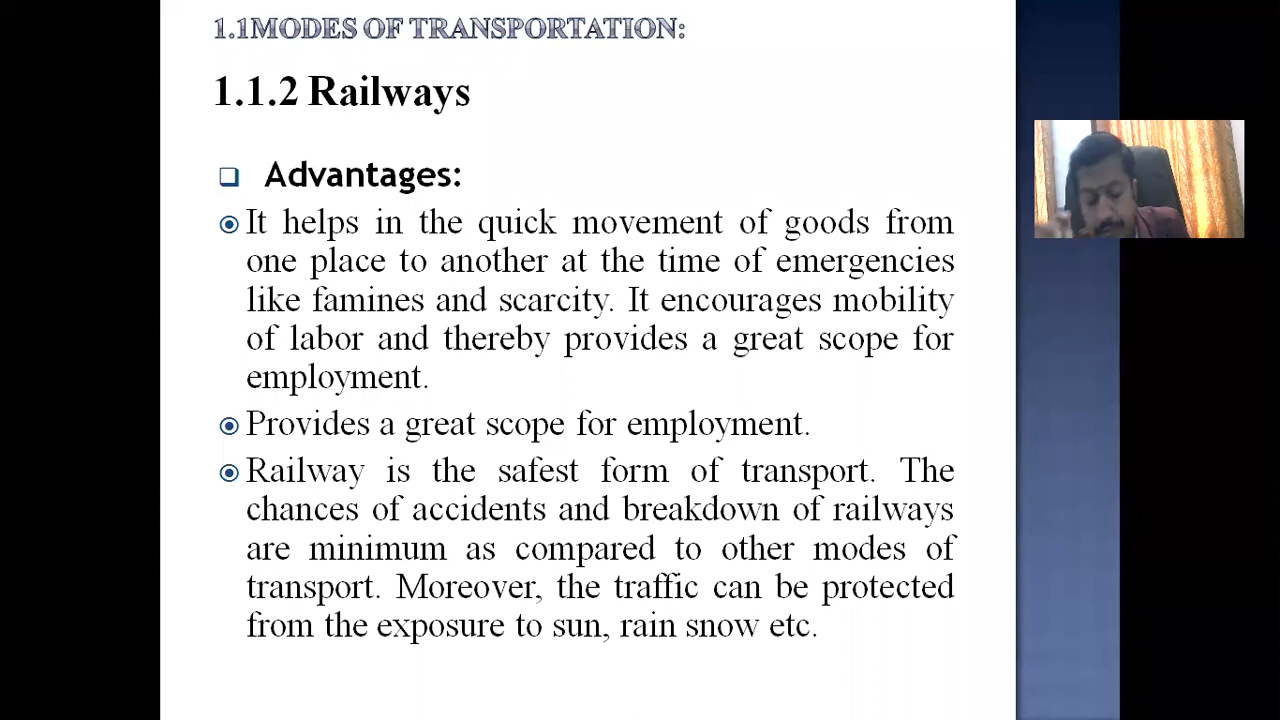 1.1MODES OF TRANSPORTATION:
1.1.2 Railways
Advantages:
It helps in the quick movement of goods from
one place to another at the time of emergencies
like famines and scarcity. It encourages mobility
of labor and thereby provides a great scope for
employment.
Provides a great scope for employment.
Railway is the safest form of transport. The
chances of accidents and breakdown of railways
are minimum as compared to other modes of
transport. Moreover, the traffic can be protected
from the exposure to sun, rain snow etc.